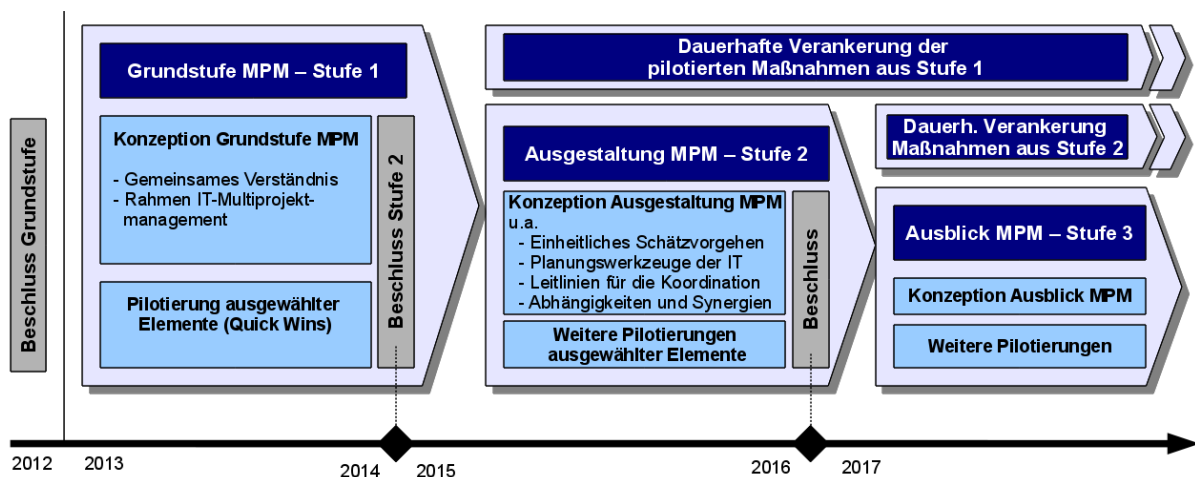 Beschluss Grundstufe
Grundstufe MPM – Stufe 1
Konzeption Grundstufe MPM
- Gemeinsames Verständnis
- Rahmen IT-Multiprojekt-
management
Pilotierung ausgewählter
Elemente (Quick Wins)
Beschluss Stufe 2
Dauerhafte Verankerung der
pilotierten Maßnahmen aus Stufe 1
Ausgestaltung MPM – Stufe 2
Konzeption Ausgestaltung MPM
u.a.
- Einheitliches Schätzvorgehen
- Planungswerkzeuge der IT
- Leitlinien für die Koordination
- Abhängigkeiten und Synergien
Weitere Pilotierungen
ausgewählter Elemente
Beschluss
Dauerh. Verankerung
Maßnahmen aus Stufe 2
Ausblick MPM – Stufe 3
Konzeption Ausblick MPM
Weitere Pilotierungen
2012
2013
2014
2015
2016
2017